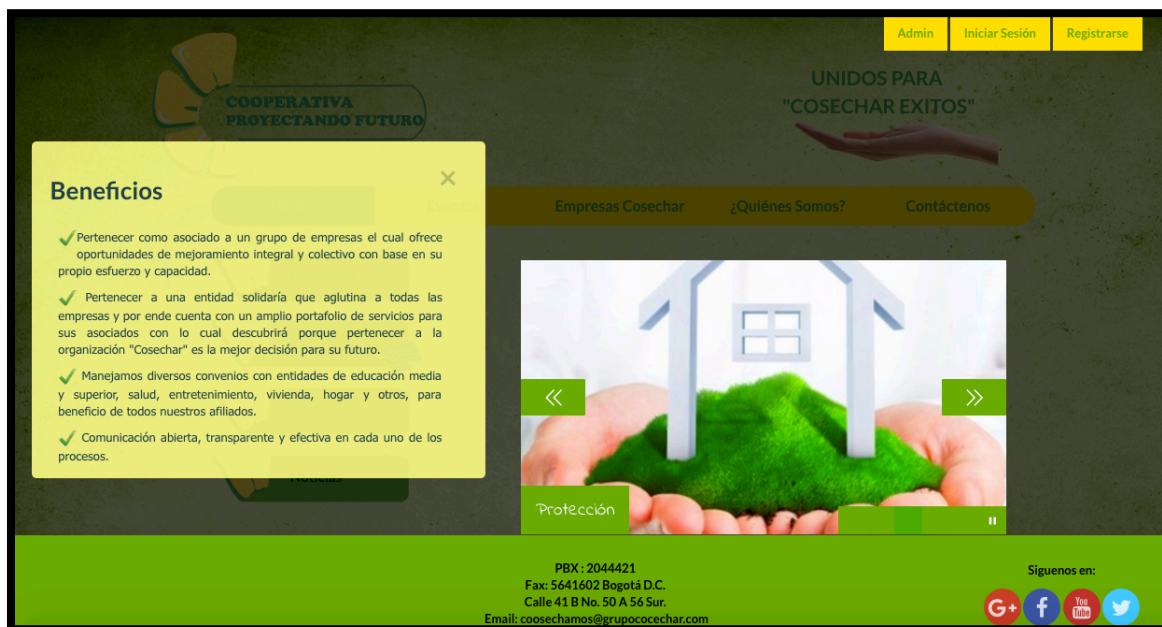 Admin
Iniciar Sesión
Registrarse
COOPERATIVA
PROYECTANDO FUTURO
UNIDOS PARA
"COSECHAR EXITOS"
Eventos
Empresas Cosechar
¿Quiénes Somos?
Contáctenos
Beneficios
×
Pertenecer como asociado a un grupo de empresas el cual ofrece
oportunidades de mejoramiento integral y colectivo con base en su
propio esfuerzo y capacidad.
Pertenecer a una entidad solidaría que aglutina a todas las
empresas y por ende cuenta con un amplio portafolio de servicios para
sus asociados con lo cual descubrirá porque pertenecer a la
organización "Cosechar" es la mejor decisión para su futuro.
Manejamos diversos convenios con entidades de educación media
y superior, salud, entretenimiento, vivienda, hogar y otros, para
beneficio de todos nuestros afiliados.
Comunicación abierta, transparente y efectiva en cada uno de los
procesos.
Noticias
Protección
PBX : 2044421
Fax: 5641602 Bogotá D.C.
Calle 41 B No. 50 A 56 Sur.
Email: coosechamos@grupococechar.com
Siguenos en:
G+
f
You
Tube